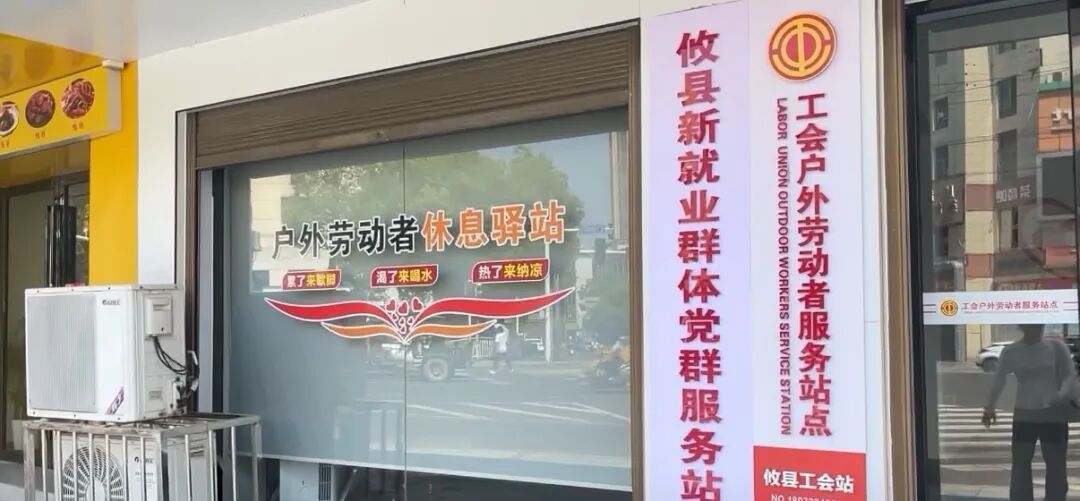 户外劳动者休息驿站
累了来歇脚
渴了来喝水
热了来纳凉
攸县新就业群体党群服务站
工会户外劳动者服务站点
LABOR UNION OUTDOOR WORKERS SERVICE STATION
攸县工会站
工会户外劳动者服务站点